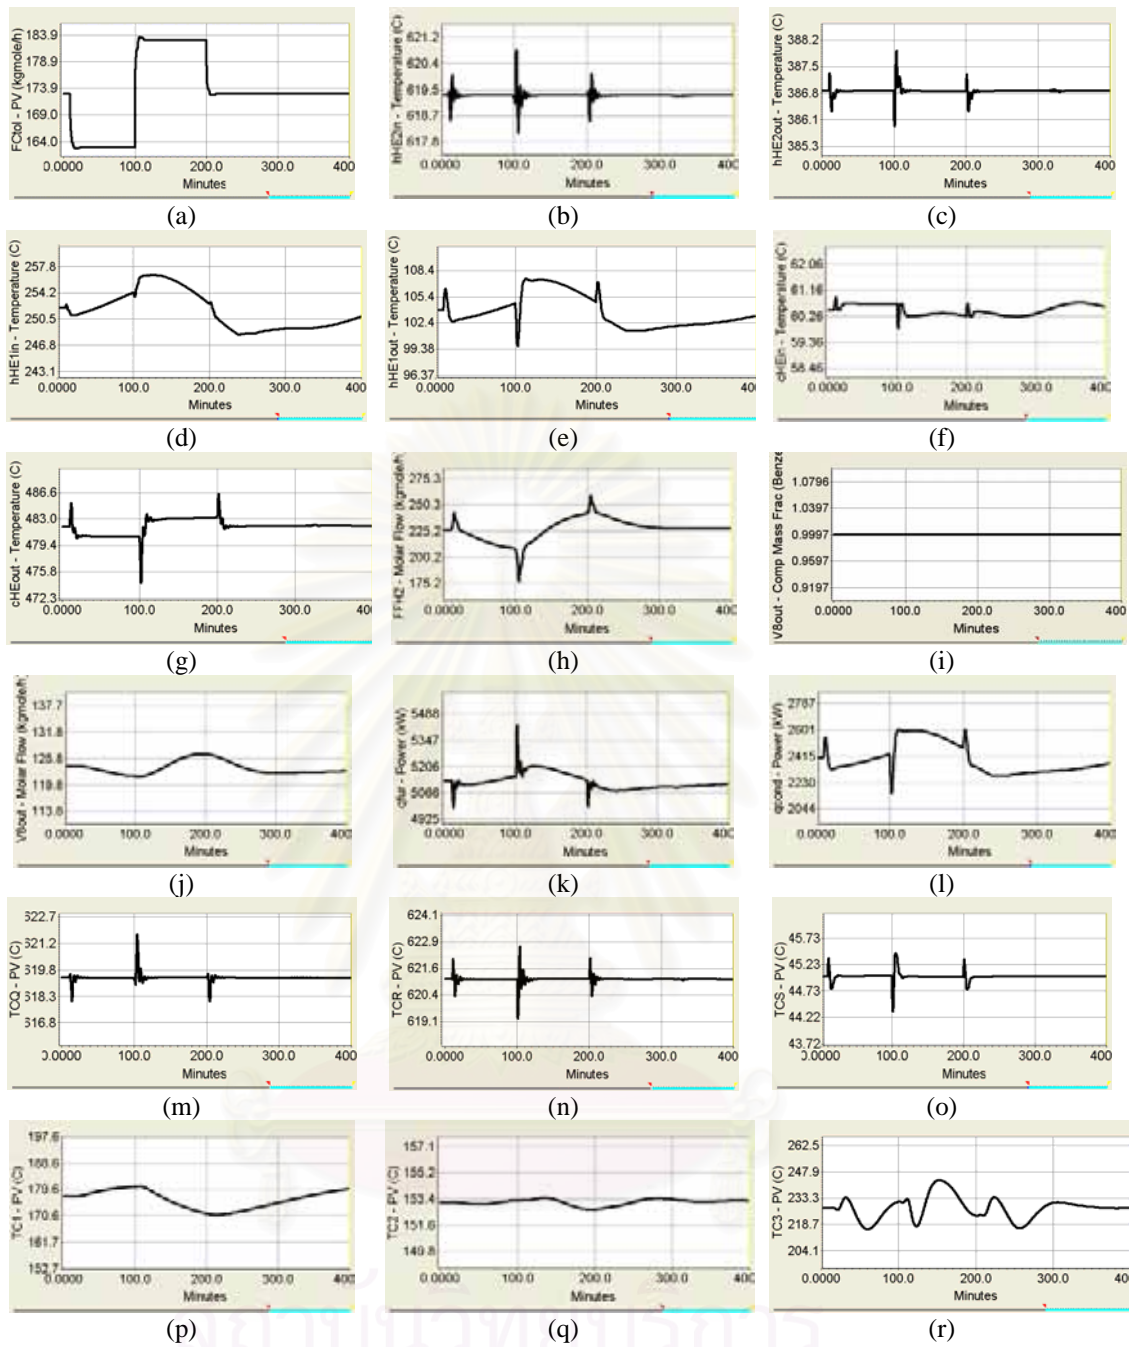 FCtol - PV (kgmole/h)
183.9
178.9
173.9
169.0
164.0
0.0000 100.0 200.0 300.0 400
Minutes
(a)
hHE2in - Temperature (C)
621.2
620.4
619.5
618.7
617.8
0.0000 100.0 200.0 300.0 400
Minutes
(b)
hHE2out - Temperature (C)
388.2
387.5
386.8
386.1
385.3
0.0000 100.0 200.0 300.0 400
Minutes
(c)
hHE1in - Temperature (C)
257.8
254.2
250.5
246.8
243.1
0.0000 100.0 200.0 300.0 400
Minutes
(d)
hHE1out - Temperature (C)
108.4
105.4
102.4
99.38
96.37
0.0000 100.0 200.0 300.0
Minutes
(e)
cHEin - Temperature (C)
62.06
61.16
60.26
59.36
58.46
0.0000 100.0 200.0 300.0 400
Minutes
(f)
cHEout - Temperature (C)
486.6
483.0
479.4
475.8
472.3
0.0000 100.0 200.0 300.0 400
Minutes
(g)
FFH2 - Molar Flow (kgmole/h)
275.3
250.3
225.2
200.2
175.2
0.0000 100.0 200.0 300.0 400
Minutes
(h)
V8out - Comp Mass Frac (Benze
1.0796
1.0397
0.9997
0.9597
0.9197
0.0000 100.0 200.0 300.0 400
Minutes
(i)
V8out - Molar Flow (kgmole/h)
137.7
131.8
125.8
119.8
113.8
0.0000 100.0 200.0 300.0 400
Minutes
(j)
qfur - Power (kW)
5488
5347
5206
5066
4925
0.0000 100.0 200.0 300.0 400
Minutes
(k)
qcond - Power (kW)
2787
2601
2415
2230
2044
0.0000 100.0 200.0 300.0 400
Minutes
(l)
TCQ - PV (C)
522.7
521.2
519.8
518.3
516.8
0.0000 100.0 200.0 300.0 400
Minutes
(m)
TCR - PV (C)
624.1
622.9
621.6
620.4
619.1
0.0000 100.0 200.0 300.0 400
Minutes
(n)
TCS - PV (C)
45.73
45.23
44.73
44.22
43.72
0.0000 100.0 200.0 300.0 400
Minutes
(o)
TC1 - PV (C)
197.6
188.6
179.6
170.6
161.7
152.7
0.0000 100.0 200.0 300.0 400
Minutes
(p)
TC2 - PV (C)
157.1
155.2
153.4
151.6
149.8
0.0000 100.0 200.0 300.0 400
Minutes
(q)
TC3 - PV (C)
262.5
247.9
233.3
218.7
204.1
0.0000 100.0 200.0 300.0 400
Minutes
(r)